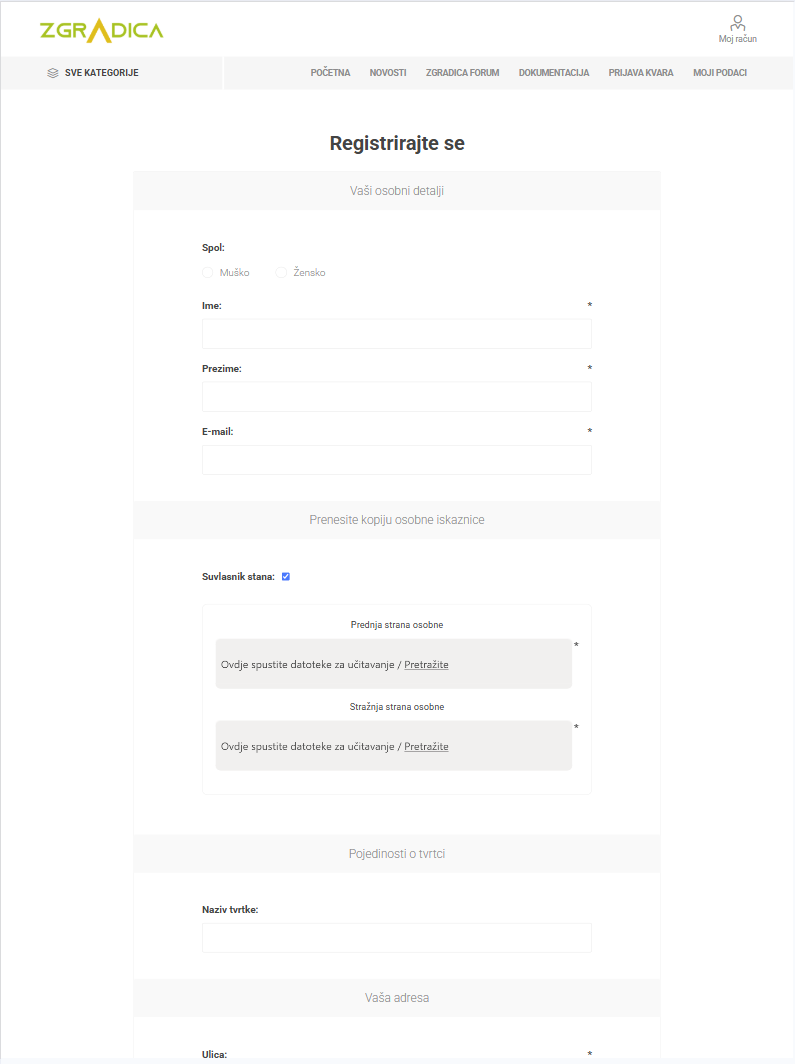 ZGRADICA
Moj račun
SVE KATEGORIJE
POČETNA NOVOSTI ZGRADICA FORUM DOKUMENTACIJA PRIJAVA KVARA MOJI PODACI
Registrirajte se
Vaši osobni detalji
Spol:
Muško Žensko
Ime: *
Prezime: *
E-mail: *
Prenesite kopiju osobne iskaznice
Suvlasnik stana:
Prednja strana osobne
Ovdje spustite datoteke za učitavanje / Pretražite *
Stražnja strana osobne
Ovdje spustite datoteke za učitavanje / Pretražite *
Pojedinosti o tvrtci
Naziv tvrtke:
Vaša adresa
Ulica: *